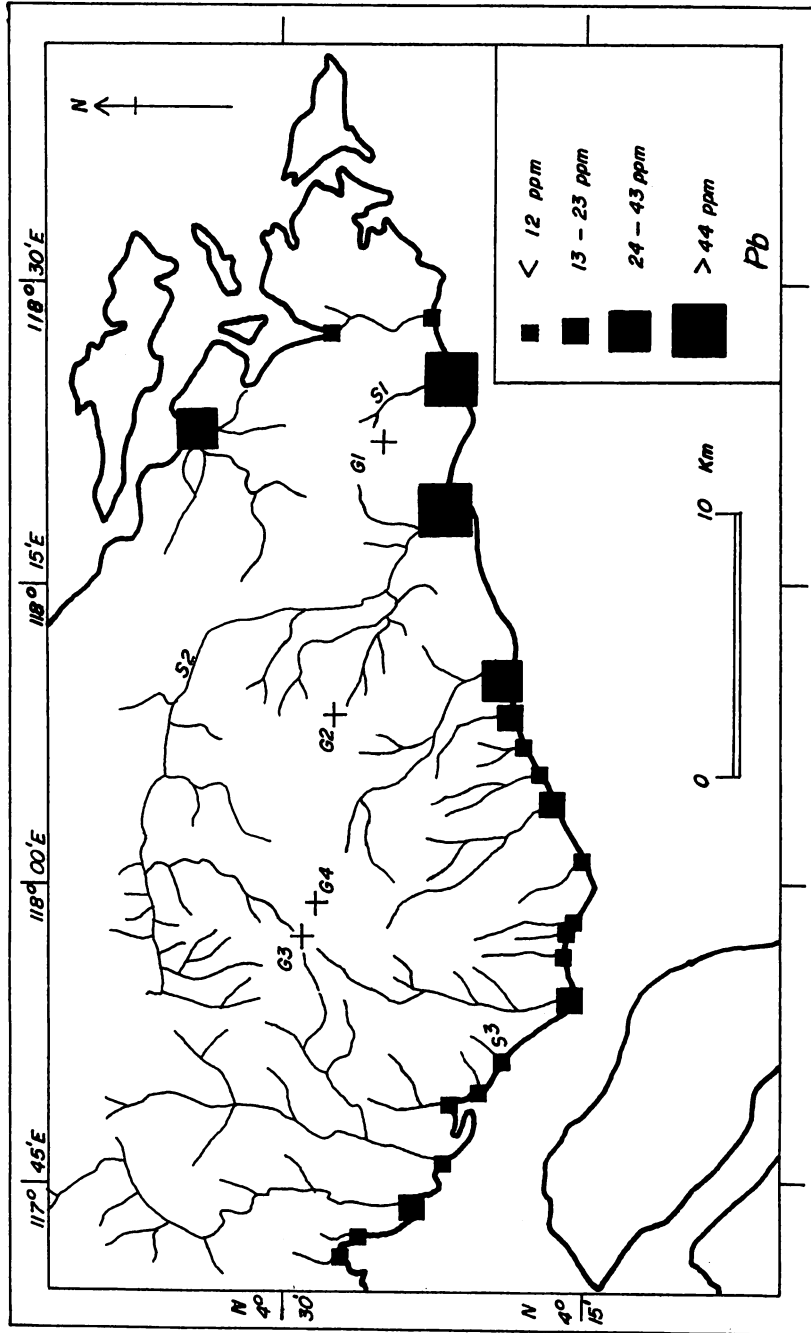 117° 45'E
118° 00'E
118° 15'E
118° 30'E
N
N
4°
30'
N
4°
15'
S2
G1
S1
G2
G3
G4
S3
0
10 Km
< 12 ppm
13 - 23 ppm
24 - 43 ppm
> 44 ppm
Pb